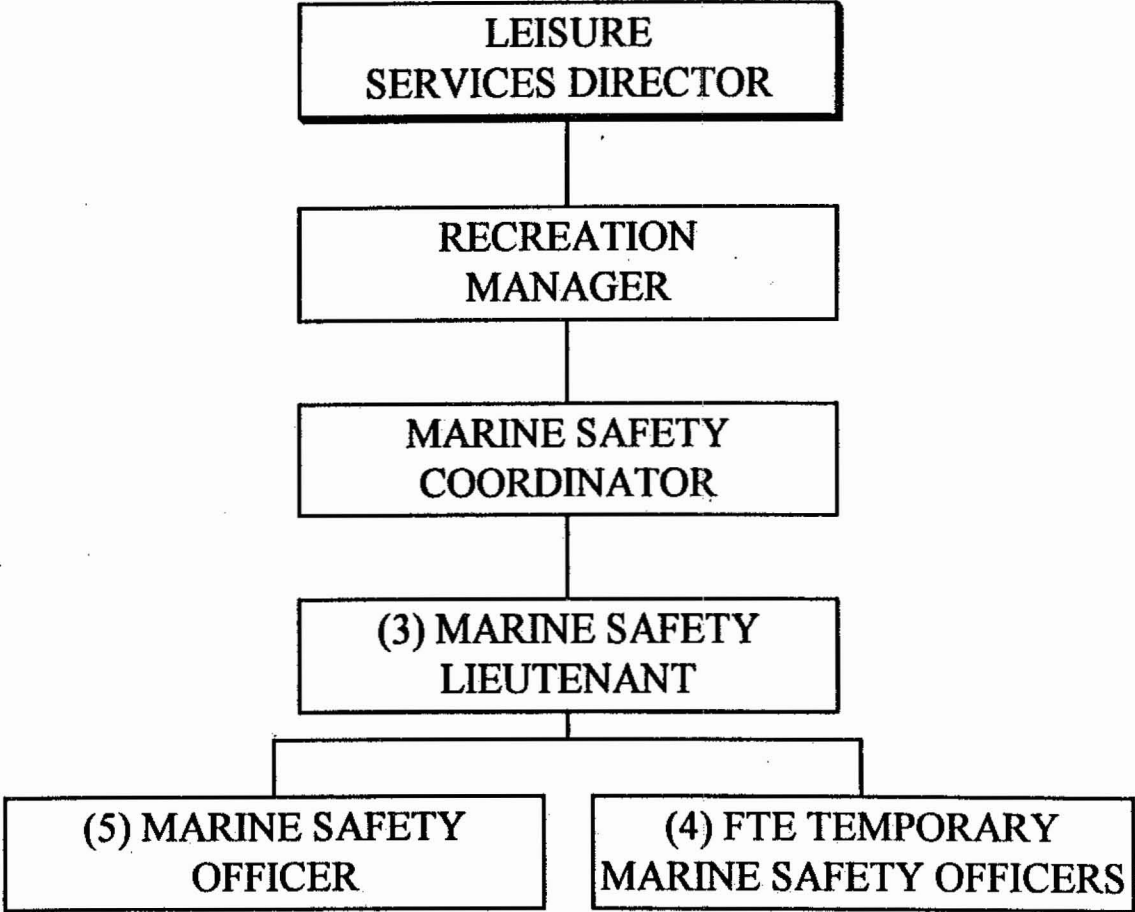 LEISURE
SERVICES DIRECTOR
RECREATION
MANAGER
MARINE SAFETY
COORDINATOR
(3) MARINE SAFETY
LIEUTENANT
(5) MARINE SAFETY
OFFICER
(4) FTE TEMPORARY
MARINE SAFETY OFFICERS